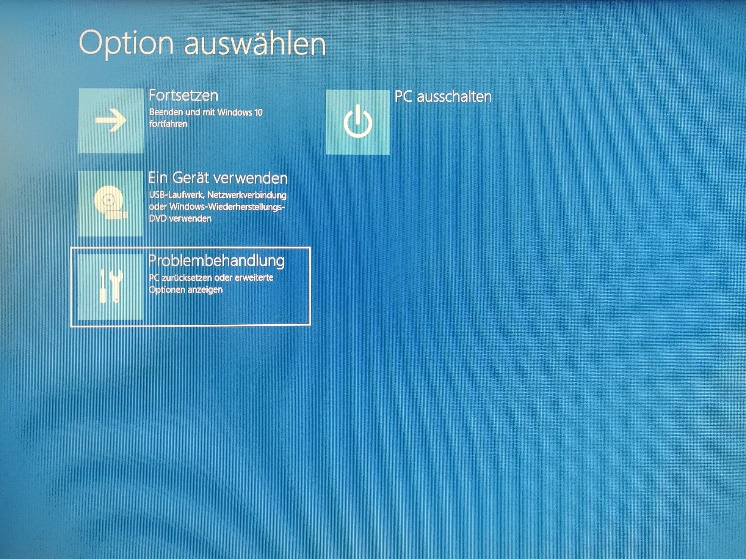 Option auswählen
Fortsetzen
Beenden und mit Windows 10
fortfahren
PC ausschalten
Ein Gerät verwenden
USB-Laufwerk, Netzwerkverbindung
oder Windows-Wiederherstellungs-
DVD verwenden
Problembehandlung
PC zurücksetzen oder erweiterte
Optionen anzeigen